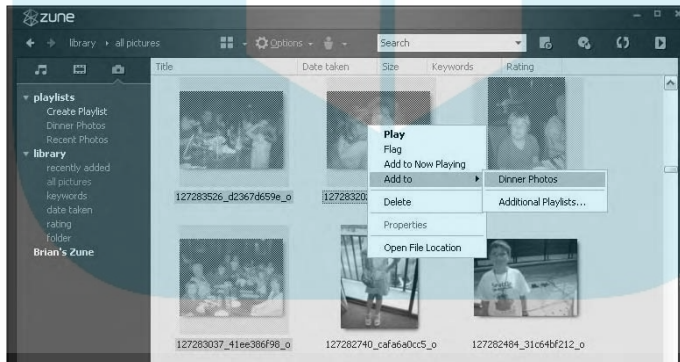 zune
library ▸ all pictures
Options
Search
Title Date taken Size Keywords Rating
playlists
Create Playlist
Dinner Photos
Recent Photos
library
recently added
all pictures
keywords
date taken
rating
folder
Brian's Zune
127283526_d2367d659e_o
12728320
Play
Flag
Add to Now Playing
Add to
Delete
Properties
Open File Location
Dinner Photos
Additional Playlists...
127283037_41ee386f98_o
127282740_cafa6a0cc5_o
127282484_31c64bf212_o